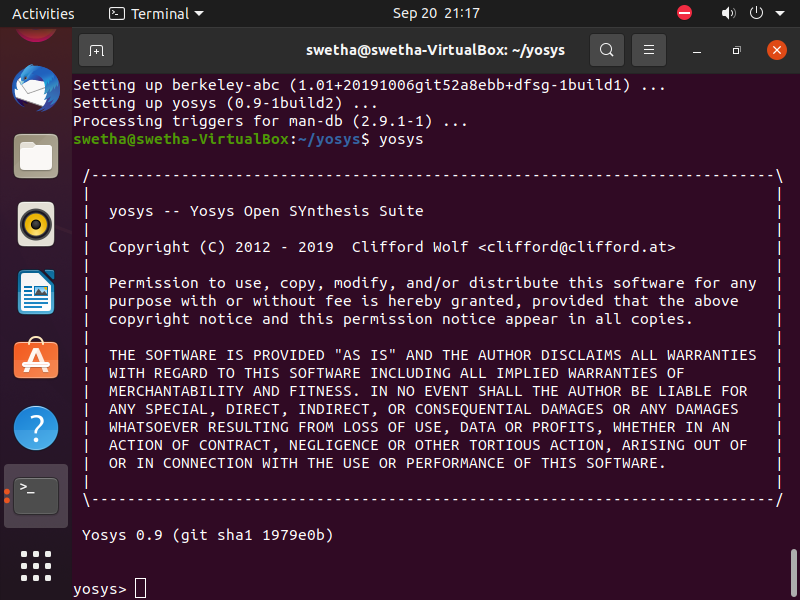 Activities Terminal Sep 20 21:17
swetha@swetha-VirtualBox: ~/yosys
Setting up berkeley-abc (1.01+20191006git52a8ebb+dfsg-1build1) ...
Setting up yosys (0.9-1build2) ...
Processing triggers for man-db (2.9.1-1) ...
swetha@swetha-VirtualBox:~/yosys$ yosys
/----------------------------------------------------------------------------\
|                                                                            |
|  yosys -- Yosys Open SYnthesis Suite                                       |
|                                                                            |
|  Copyright (C) 2012 - 2019  Clifford Wolf <clifford@clifford.at>           |
|                                                                            |
|  Permission to use, copy, modify, and/or distribute this software for any  |
|  purpose with or without fee is hereby granted, provided that the above    |
|  copyright notice and this permission notice appear in all copies.         |
|                                                                            |
|  THE SOFTWARE IS PROVIDED "AS IS" AND THE AUTHOR DISCLAIMS ALL WARRANTIES  |
|  WITH REGARD TO THIS SOFTWARE INCLUDING ALL IMPLIED WARRANTIES OF          |
|  MERCHANTABILITY AND FITNESS. IN NO EVENT SHALL THE AUTHOR BE LIABLE FOR   |
|  ANY SPECIAL, DIRECT, INDIRECT, OR CONSEQUENTIAL DAMAGES OR ANY DAMAGES    |
|  WHATSOEVER RESULTING FROM LOSS OF USE, DATA OR PROFITS, WHETHER IN AN     |
|  ACTION OF CONTRACT, NEGLIGENCE OR OTHER TORTIOUS ACTION, ARISING OUT OF   |
|  OR IN CONNECTION WITH THE USE OR PERFORMANCE OF THIS SOFTWARE.            |
|                                                                            |
\----------------------------------------------------------------------------/
Yosys 0.9 (git sha1 1979e0b)
yosys>